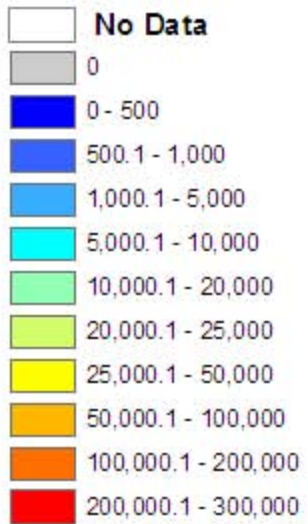 No Data
0
0 - 500
500.1 - 1,000
1,000.1 - 5,000
5,000.1 - 10,000
10,000.1 - 20,000
20,000.1 - 25,000
25,000.1 - 50,000
50,000.1 - 100,000
100,000.1 - 200,000
200,000.1 - 300,000